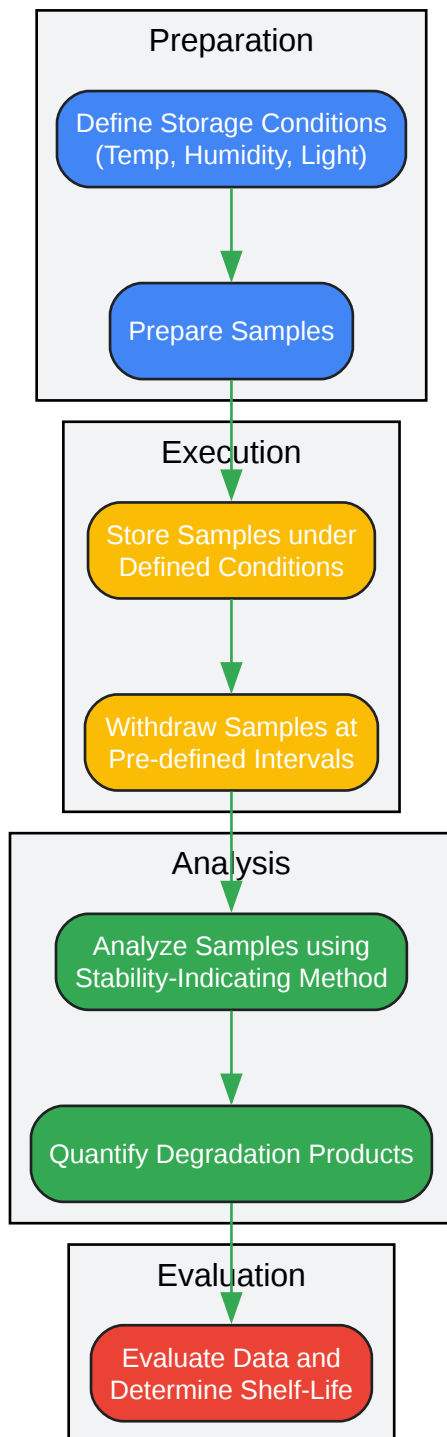 Preparation
Define Storage Conditions
(Temp, Humidity, Light)
Prepare Samples
Execution
Store Samples under
Defined Conditions
Withdraw Samples at
Pre-defined Intervals
Analysis
Analyze Samples using
Stability-Indicating Method
Quantify Degradation Products
Evaluation
Evaluate Data and
Determine Shelf-Life